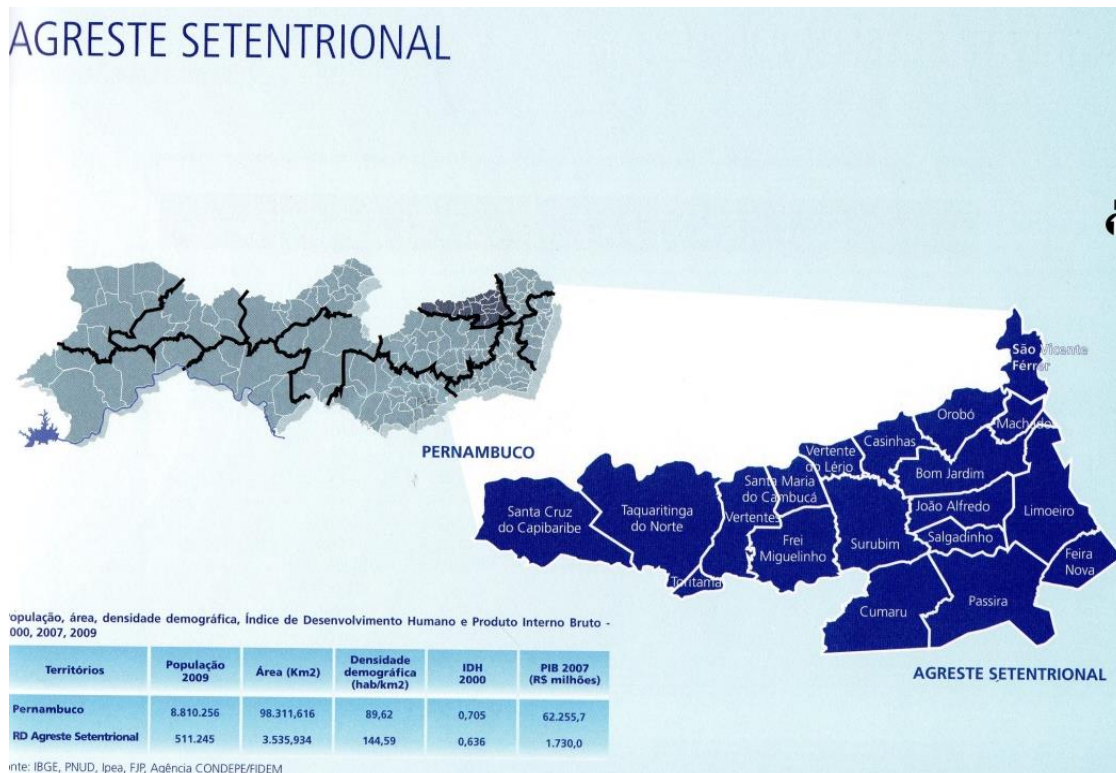 AGRESTE SETENTRIONAL
PERNAMBUCO
São Vicente
Férrer
Orobó
Machados
Casinhas
Vertente
do Lério
Bom Jardim
Santa Maria
do Cambucá
Santa Cruz
do Capibaribe
Taquaritinga
do Norte
Vertentes
João Alfredo
Limoeiro
Frei
Miguelinho
Surubim
Salgadinho
Feira
Nova
Toritama
Cumaru
Passira
AGRESTE SETENTRIONAL
opulação, área, densidade demográfica, Índice de Desenvolvimento Humano e Produto Interno Bruto -
000, 2007, 2009
Territórios
População
2009
Área (Km2)
Densidade
demográfica
(hab/km2)
IDH
2000
PIB 2007
(R$ milhões)
Pernambuco 8.810.256 98.311,616 89,62 0,705 62.255,7
RD Agreste Setentrional 511.245 3.535,934 144,59 0,636 1.730,0
onte: IBGE, PNUD, Ipea, FJP, Agência CONDEPE/FIDEM